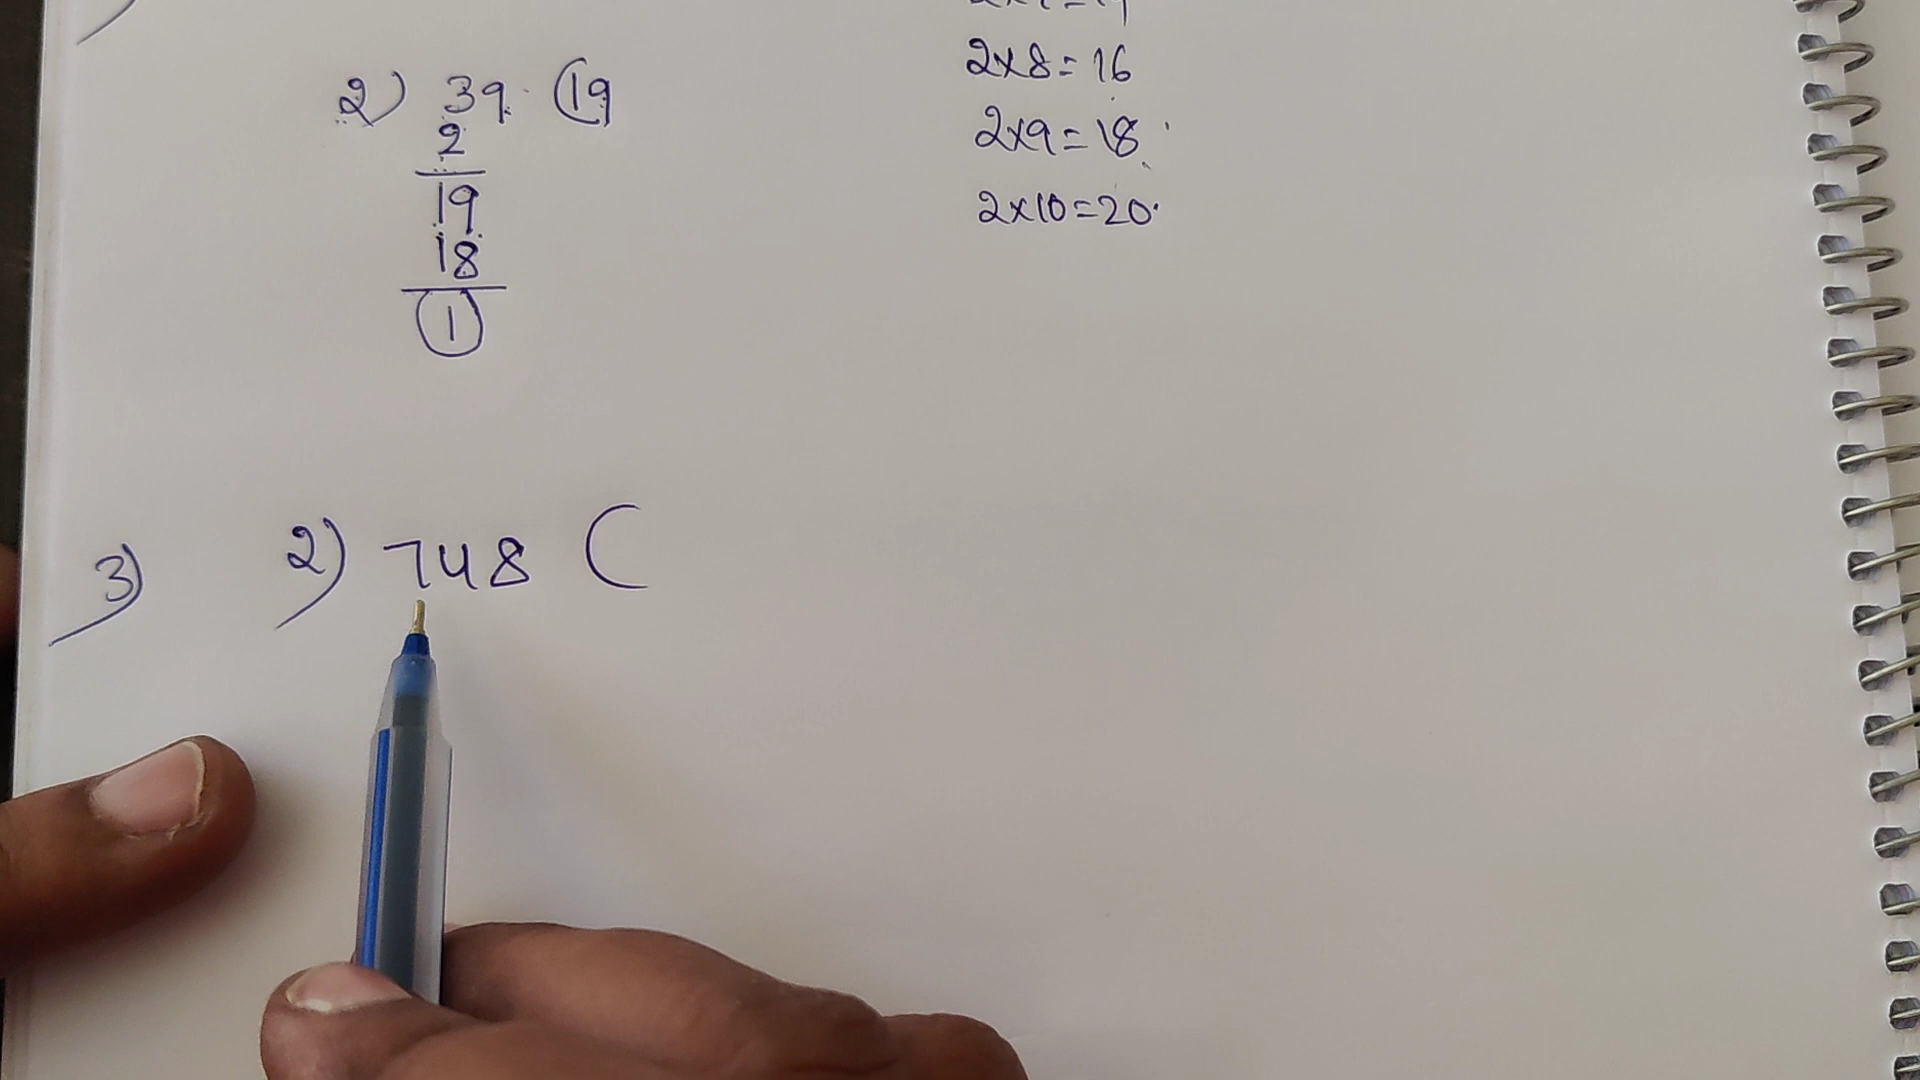 2) 39 (19
2
19
18
1
2x8=16
2x9=18
2x10=20
3) 2) 748 (